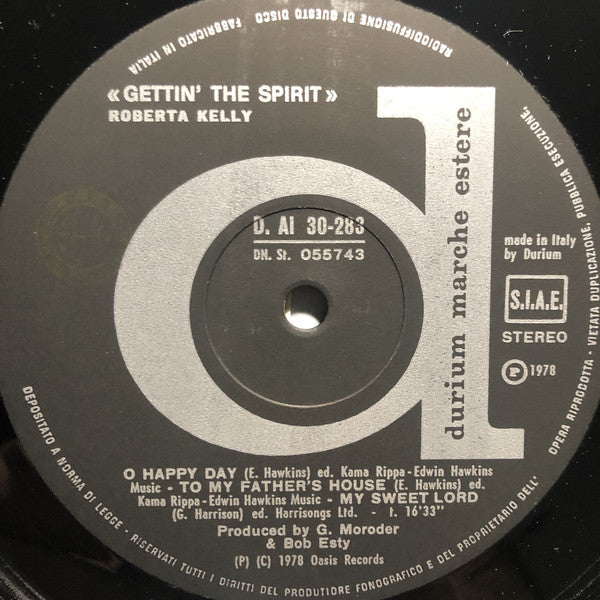 « GETTIN' THE SPIRIT »
ROBERTA KELLY
D. AI 30-283
DN. St. 055743
durium marche estere
made in Italy
by Durium
S.I.A.E.
STEREO
Ⓟ 1978
O HAPPY DAY (E. Hawkins) ed. Kama Rippa - Edwin Hawkins
Music - TO MY FATHER'S HOUSE (E. Hawkins) ed.
Kama Rippa - Edwin Hawkins Music - MY SWEET LORD
(G. Harrison) ed. Harrisongs Ltd. - t. 16'33"
Produced by G. Moroder
& Bob Esty
(P) (C) 1978 Oasis Records
DEPOSITATO A NORMA DI LEGGE - RISERVATI TUTTI I DIRITTI DEL PRODUTTORE FONOGRAFICO E DEL PROPRIETARIO DELL' OPERA RIPRODOTTA - VIETATA DUPLICAZIONE, PUBBLICA ESECUZIONE, RADIODIFFUSIONE DI QUESTO DISCO FABBRICATO IN ITALIA